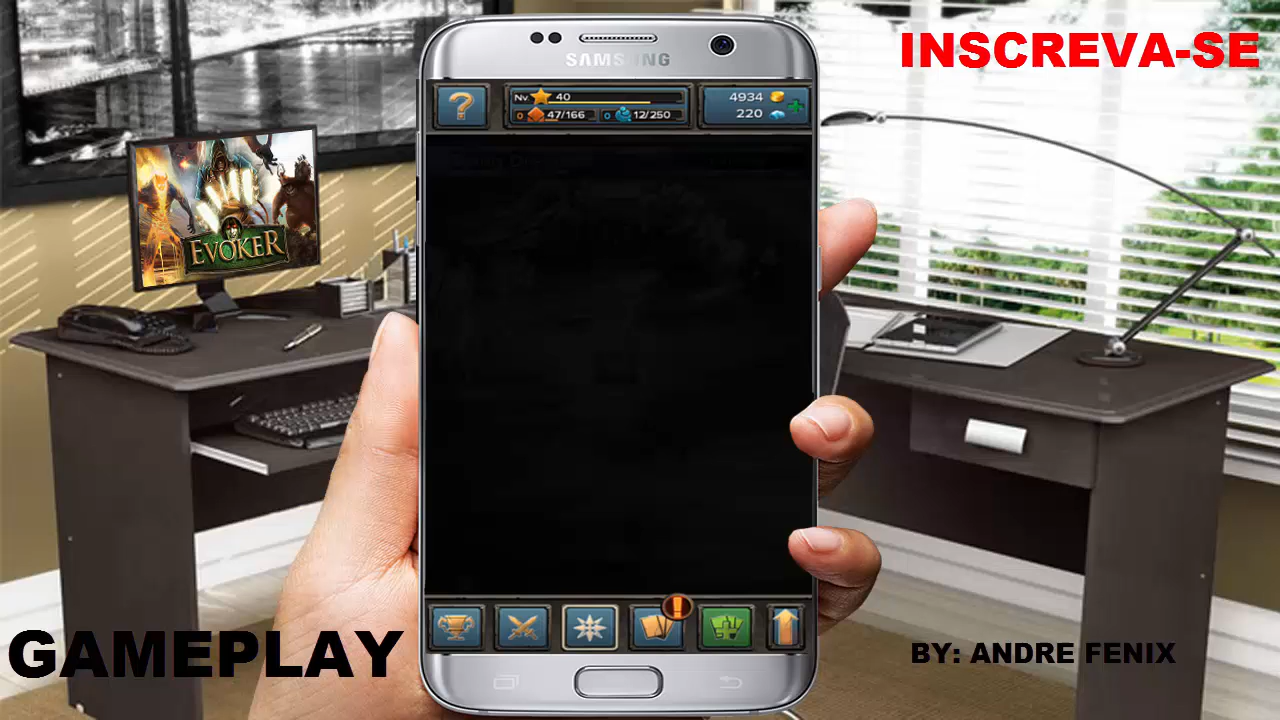 INSCREVA-SE
SAMSUNG
?
Nv. 40
4934
0 47/166 0 12/250
220
EVOKER
!
GAMEPLAY
BY: ANDRE FENIX